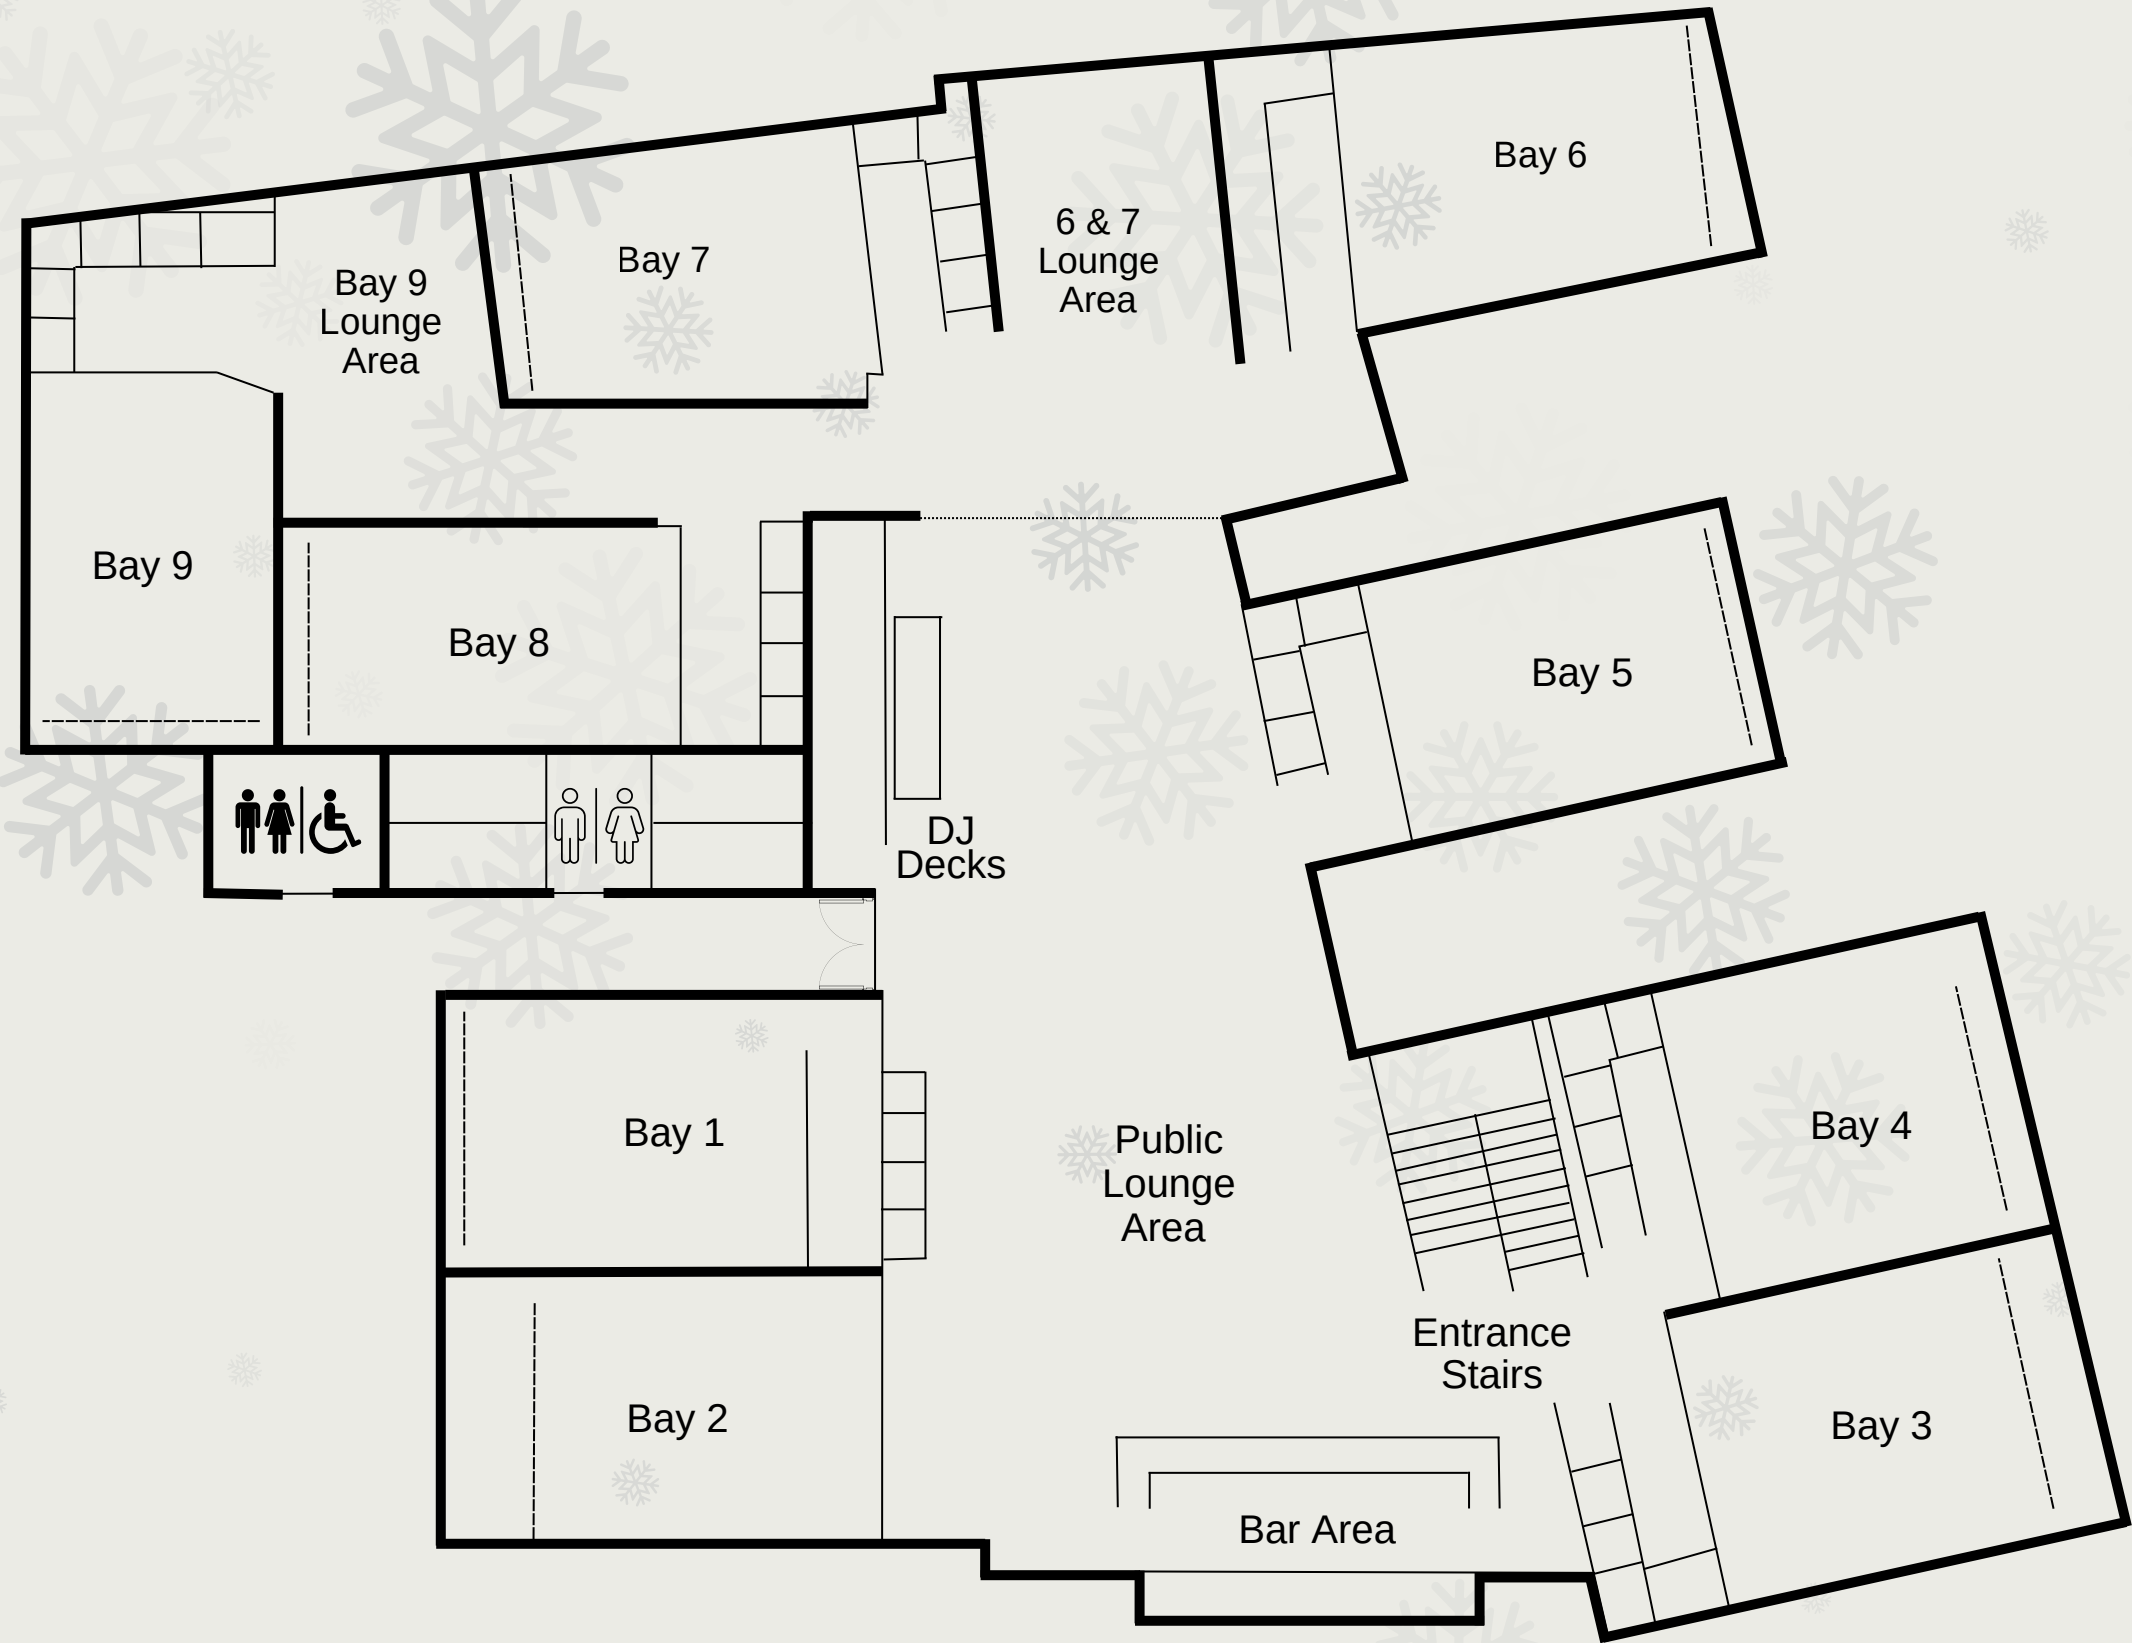 Bay 6
6 & 7
Lounge
Area
Bay 7
Bay 9
Lounge
Area
Bay 9
Bay 8
Bay 5
DJ
Decks
Bay 1
Public
Lounge
Area
Bay 4
Entrance
Stairs
Bay 2
Bay 3
Bar Area